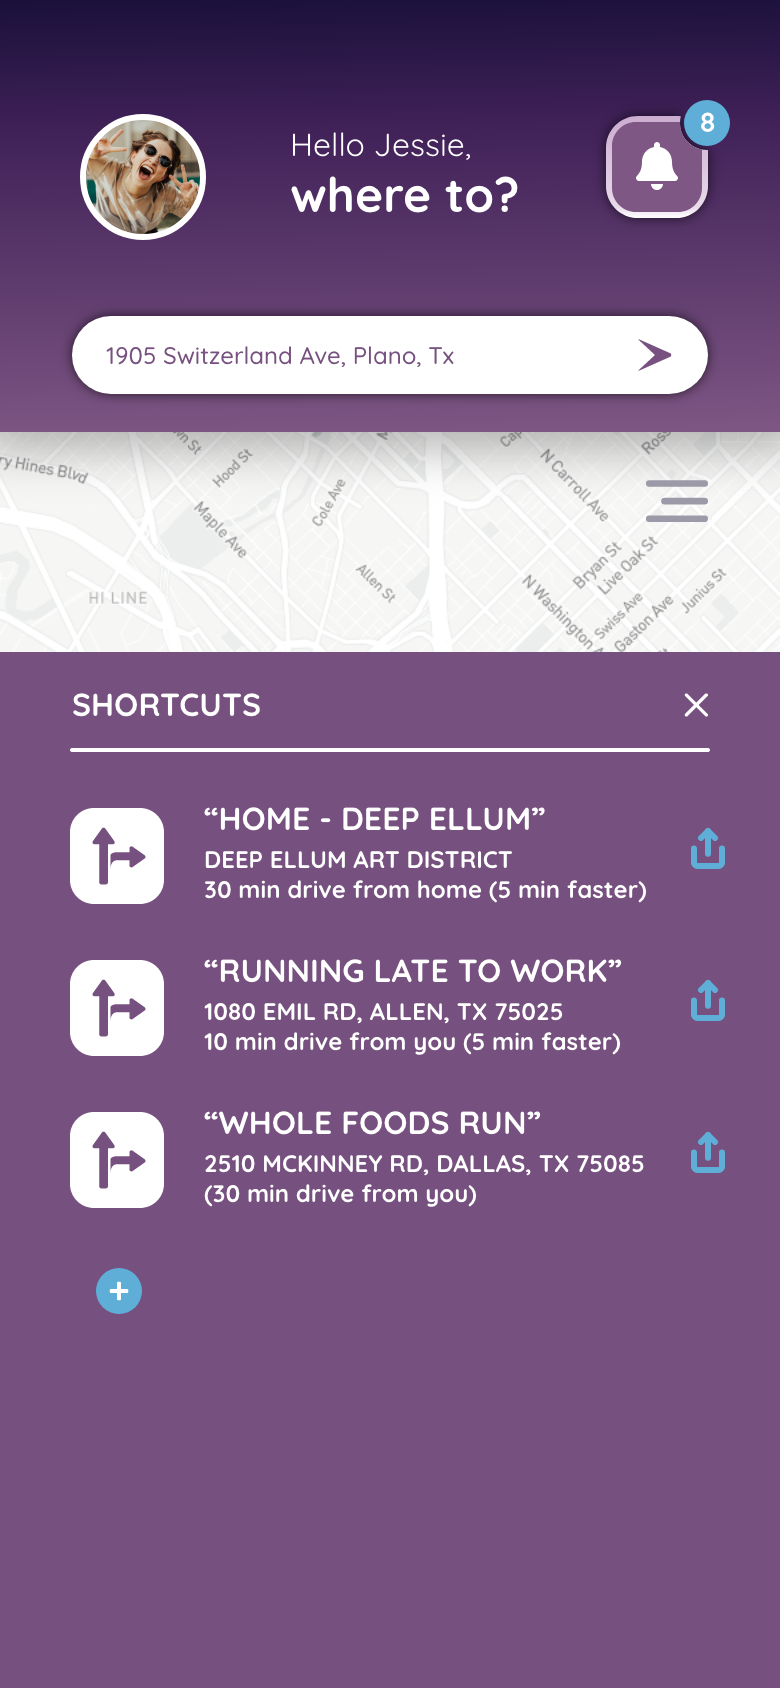 Hello Jessie,
8
where to?
1905 Switzerland Ave, Plano, Tx
Hood St
Cole Ave
Maple Ave
Allen St
HI LINE
N Carroll Ave
Bryan St
Live Oak St
N Washington
Swiss Ave
Gaston Ave
Junius St
ry Hines Blvd
SHORTCUTS
“HOME - DEEP ELLUM”
DEEP ELLUM ART DISTRICT
30 min drive from home (5 min faster)
“RUNNING LATE TO WORK”
1080 EMIL RD, ALLEN, TX 75025
10 min drive from you (5 min faster)
“WHOLE FOODS RUN”
2510 MCKINNEY RD, DALLAS, TX 75085
(30 min drive from you)